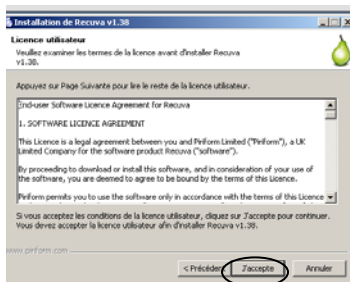 Installation de Recuva v1.38
Licence utilisateur
Veuillez examiner les termes de la licence avant d'installer Recuva
v1.38.
Appuyez sur Page Suivante pour lire le reste de la licence utilisateur.
End-user Software Licence Agreement for Recuva
1. SOFTWARE LICENCE AGREEMENT
This Licence is a legal agreement between you and Piriform Limited ("Piriform"), a UK
Limited Company for the software product Recuva ("software").
By proceeding to download or install this software, and in consideration of your use of
the software, you are deemed to agree to be bound by the terms of this Licence.
Piriform permits you to use the software only in accordance with the terms of this Licence
Si vous acceptez les conditions de la licence utilisateur, cliquez sur J'accepte pour continuer.
Vous devez accepter la licence utilisateur afin d'installer Recuva v1.38.
www.piriform.com
< Précédent
J'accepte
Annuler